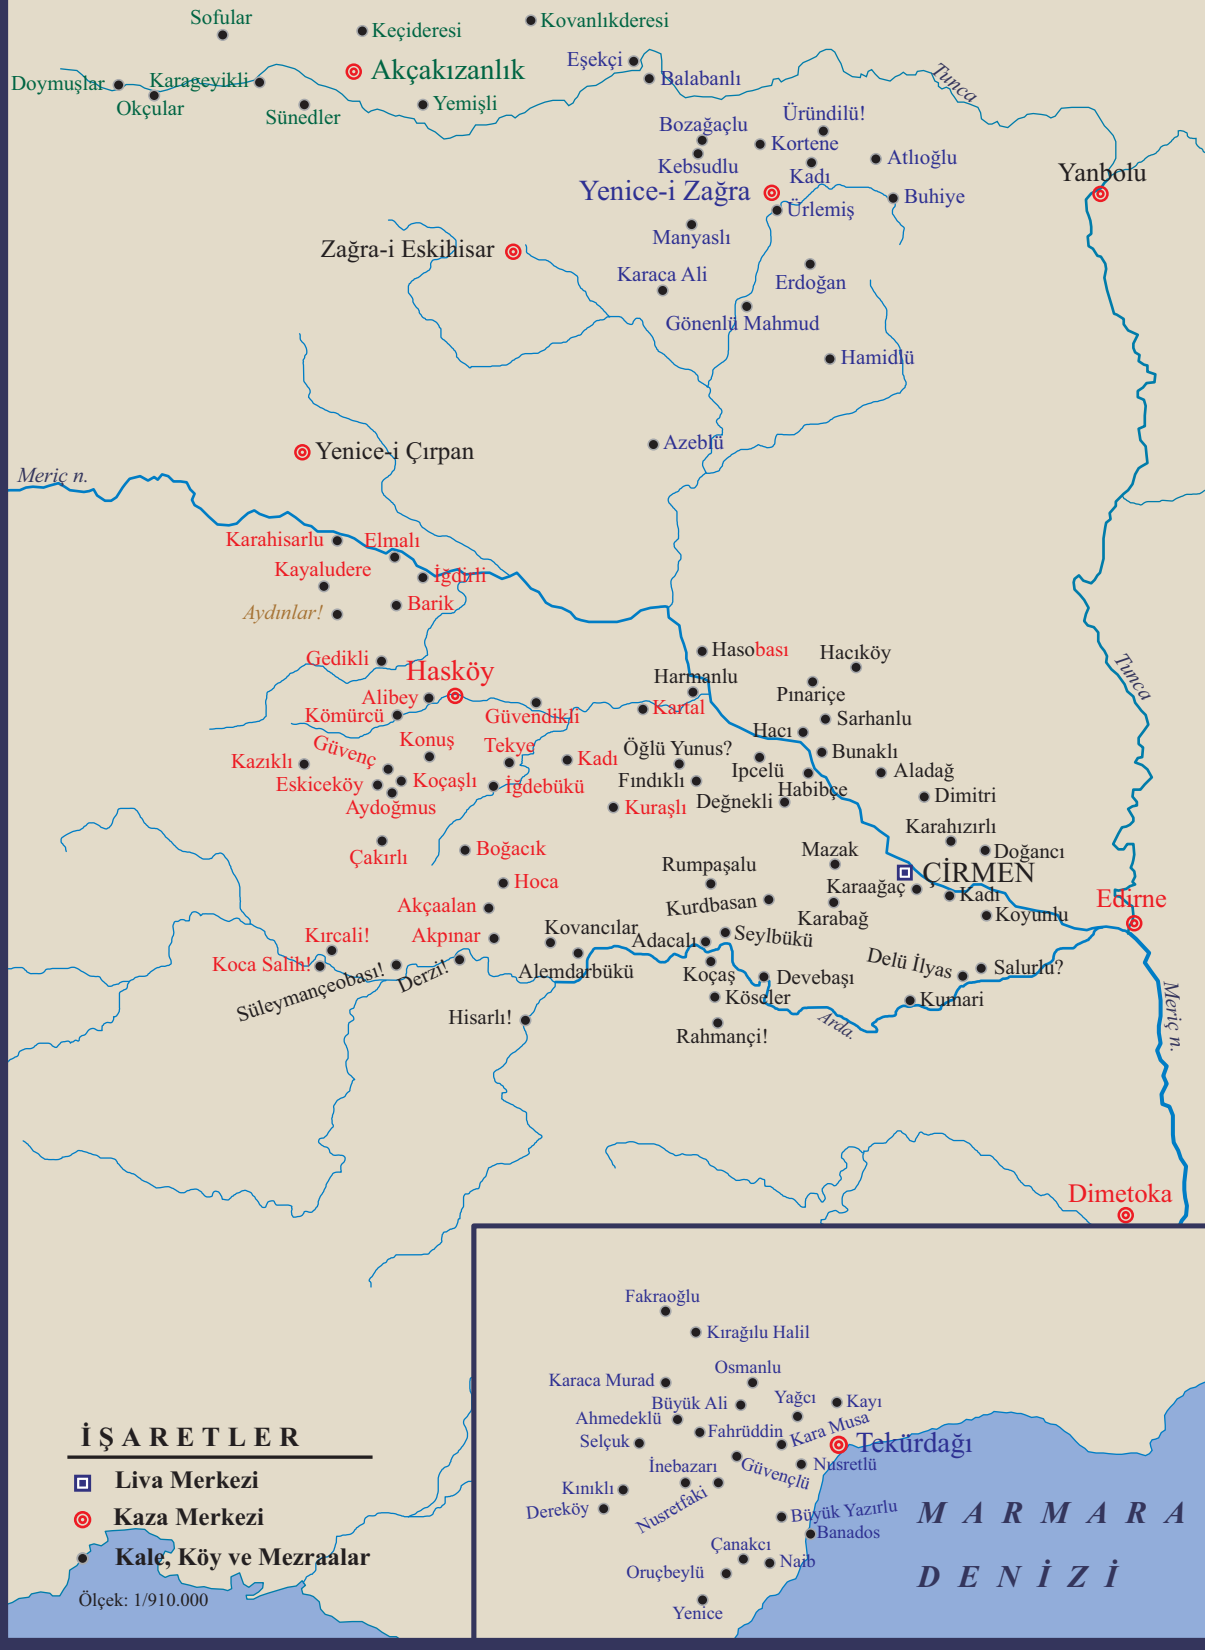 Sofular
Keçideresi
Kovanlıkderesi
Akçakızanlık
Eşekçi
Balabanlı
Tunca
Doymuşlar
Karageyikli
Okçular
Sünedler
Yemişli
Bozağaçlu
Üründilü!
Kortene
Kebsudlu
Kadı
Atlıoğlu
Yanbolu
Yenice-i Zağra
Ürlemiş
Buhiye
Manyaslı
Zağra-i Eskihisar
Karaca Ali
Erdoğan
Gönenlü Mahmud
Hamidlü
Azeblü
Yenice-i Çırpan
Meriç n.
Karahisarlu
Elmalı
Kayaludere
İğdirli
Aydınlar!
Barik
Gedikli
Hasköy
Hasobası
Hacıköy
Tunca
Harmanlu
Pınariçe
Alibey
Kömürcü
Güvendikli
Kartal
Sarhanlu
Hacı
Güvenç
Konuş
Tekye
Öğlü Yunus?
Bunaklı
Kazıklı
Kadı
Ipcelü
Aladağ
Eskiceköy
Koçaşlı
İğdebükü
Fındıklı
Habibçe
Aydoğmus
Kuraşlı
Değnekli
Dimitri
Karahızırlı
Çakırlı
Boğacık
Mazak
Doğancı
Rumpaşalu
ÇİRMEN
Hoca
Karaağaç
Kadı
Edirne
Akçaalan
Kurdbasan
Karabağ
Koyunlu
Kırcali!
Akpınar
Kovancılar
Adacalı
Seylbükü
Koca Salih!
Süleymançeobası!
Derzi!
Alemdarbükü
Koçaş
Devebaşı
Delü İlyas
Salurlu?
Köseler
Kumari
Hisarlı!
Rahmançi!
Arda.
Meriç n.
Dimetoka
Fakraoğlu
Kırağılu Halil
Osmanlu
Karaca Murad
Büyük Ali
Yağcı
Kayı
Ahmedeklü
Fahrüddin
Kara Musa
Selçuk
Tekürdağı
İnebazarı
Güvençlü
Nusretlü
Kınıklı
Nusretfaki
Dereköy
Büyük Yazırlu
Banados
MARMARA
DENİZİ
Çanakcı
Naib
Oruçbeylü
Yenice
İŞARETLER
Liva Merkezi
Kaza Merkezi
Kale, Köy ve Mezraalar
Ölçek: 1/910.000